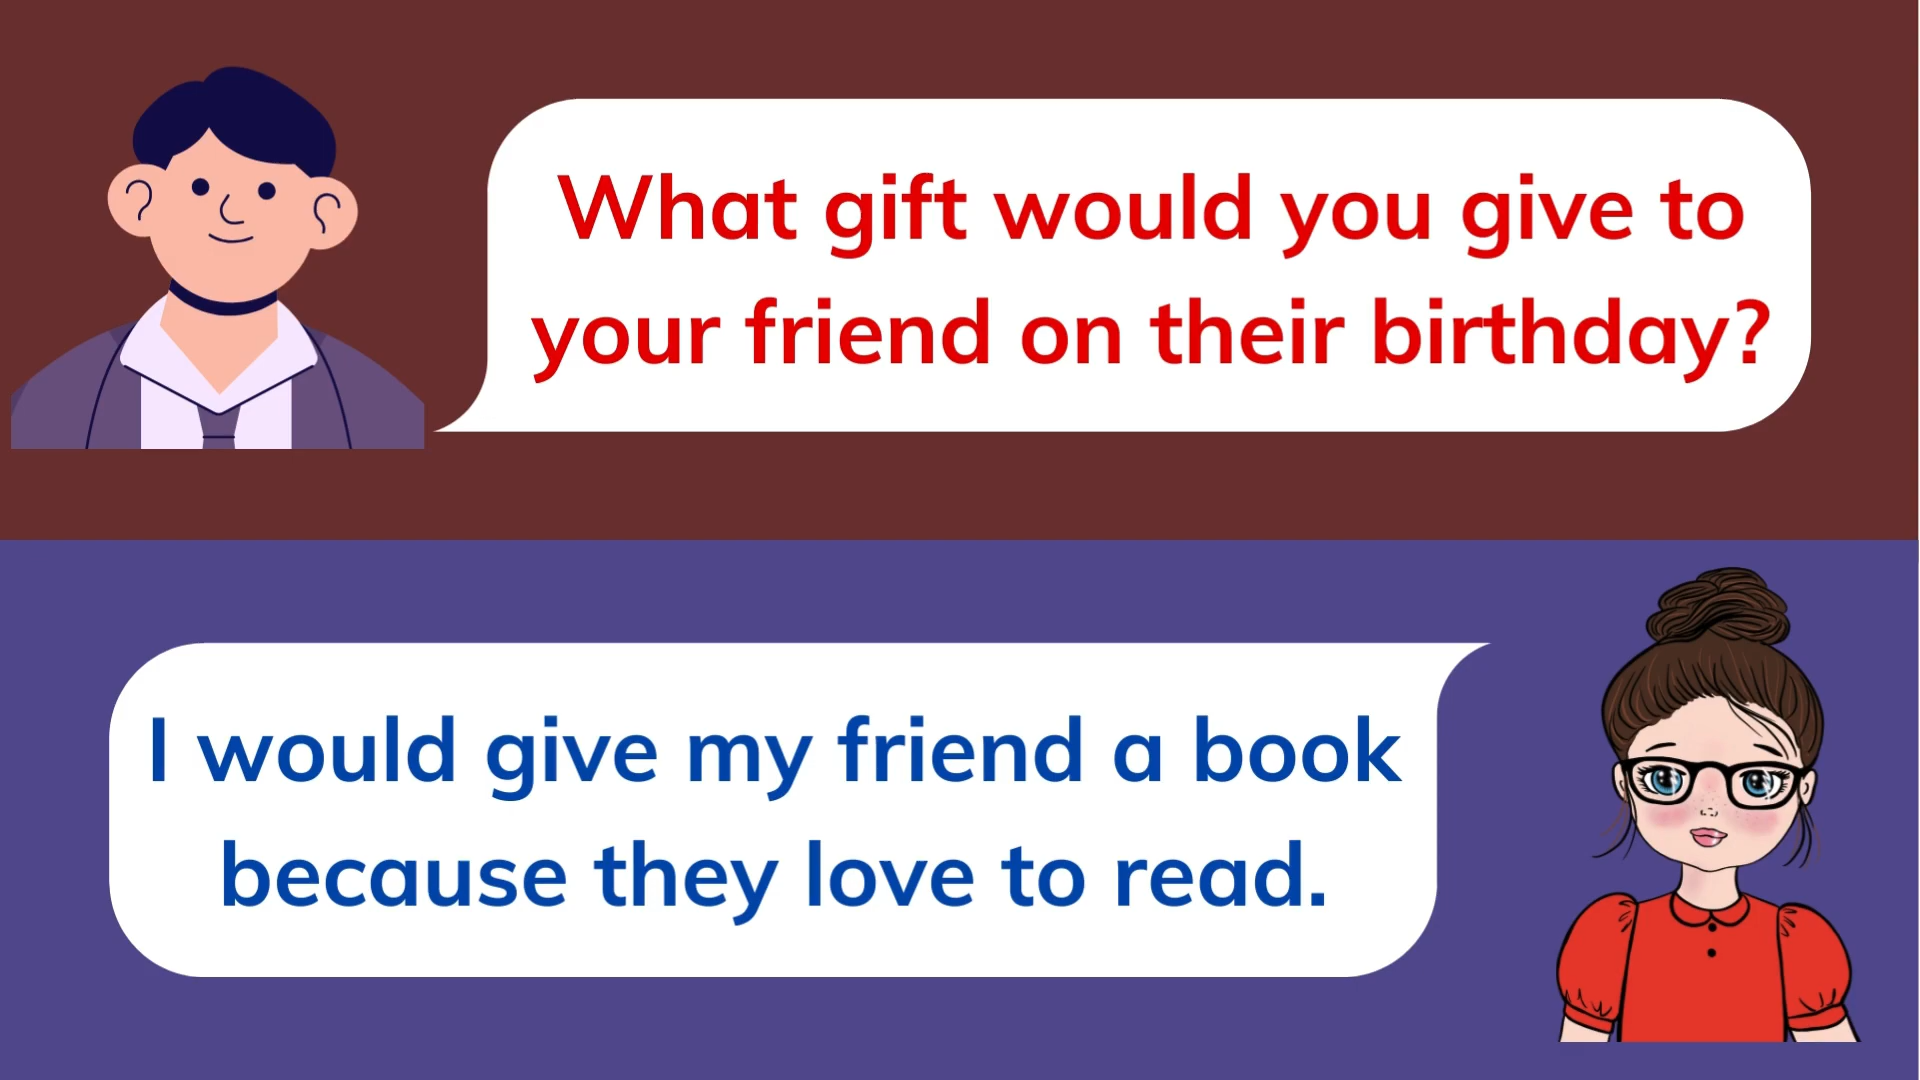 What gift would you give to
your friend on their birthday?
I would give my friend a book
because they love to read.